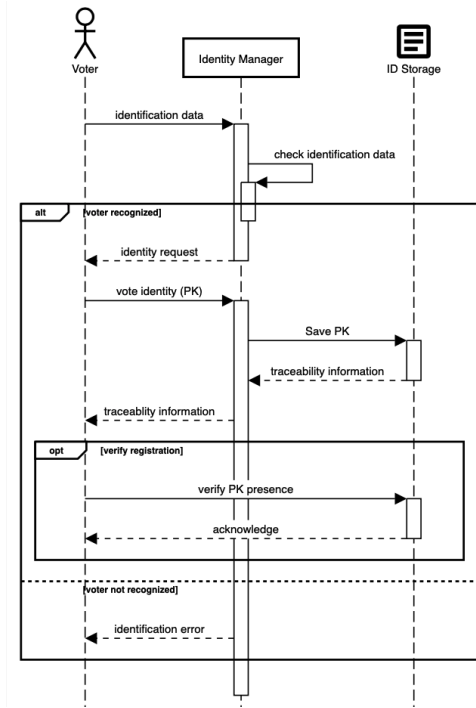 Voter
Identity Manager
ID Storage
identification data
check identification data
alt
[voter recognized]
identity request
vote identity (PK)
Save PK
traceability information
traceablity information
opt
[verify registration]
verify PK presence
acknowledge
[voter not recognized]
identification error